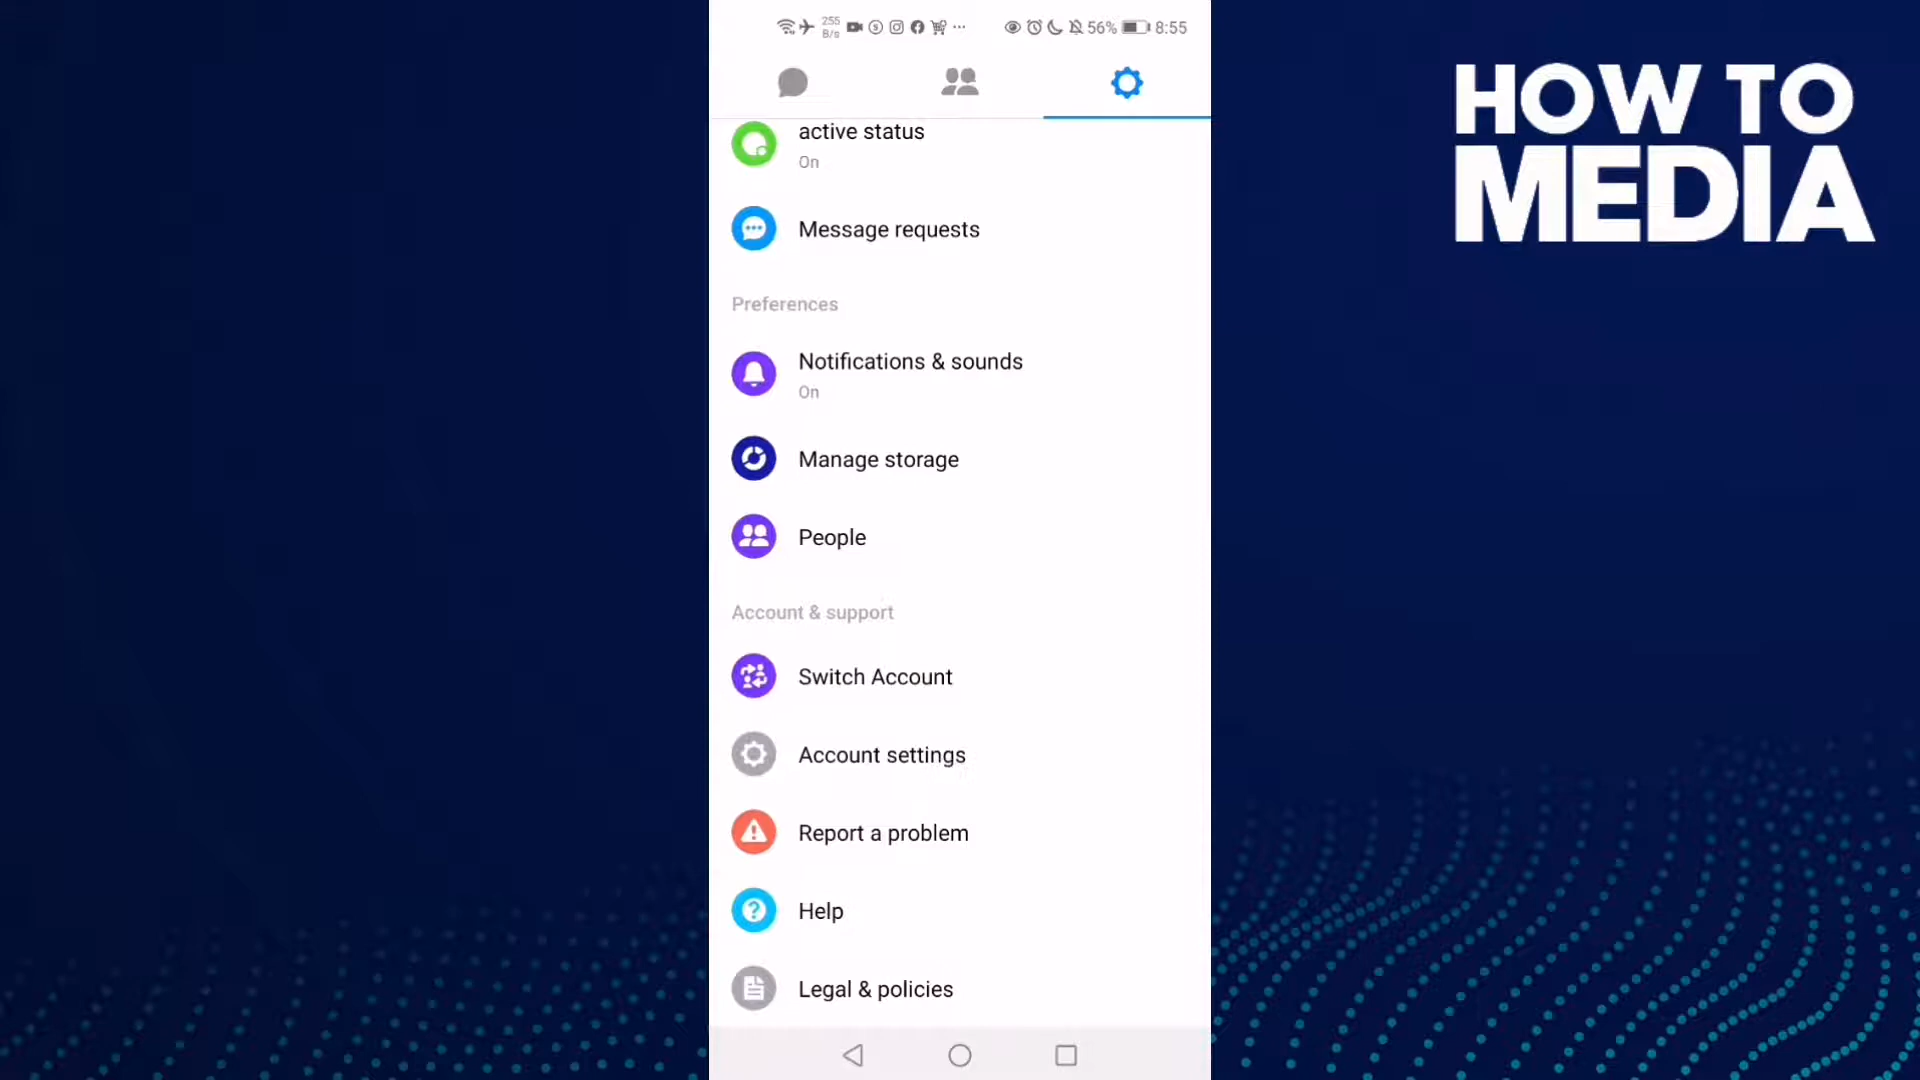 255
B/s
56%
8:55
HOW TO
MEDIA
active status
On
Message requests
Preferences
Notifications & sounds
On
Manage storage
People
Account & support
Switch Account
Account settings
Report a problem
Help
Legal & policies